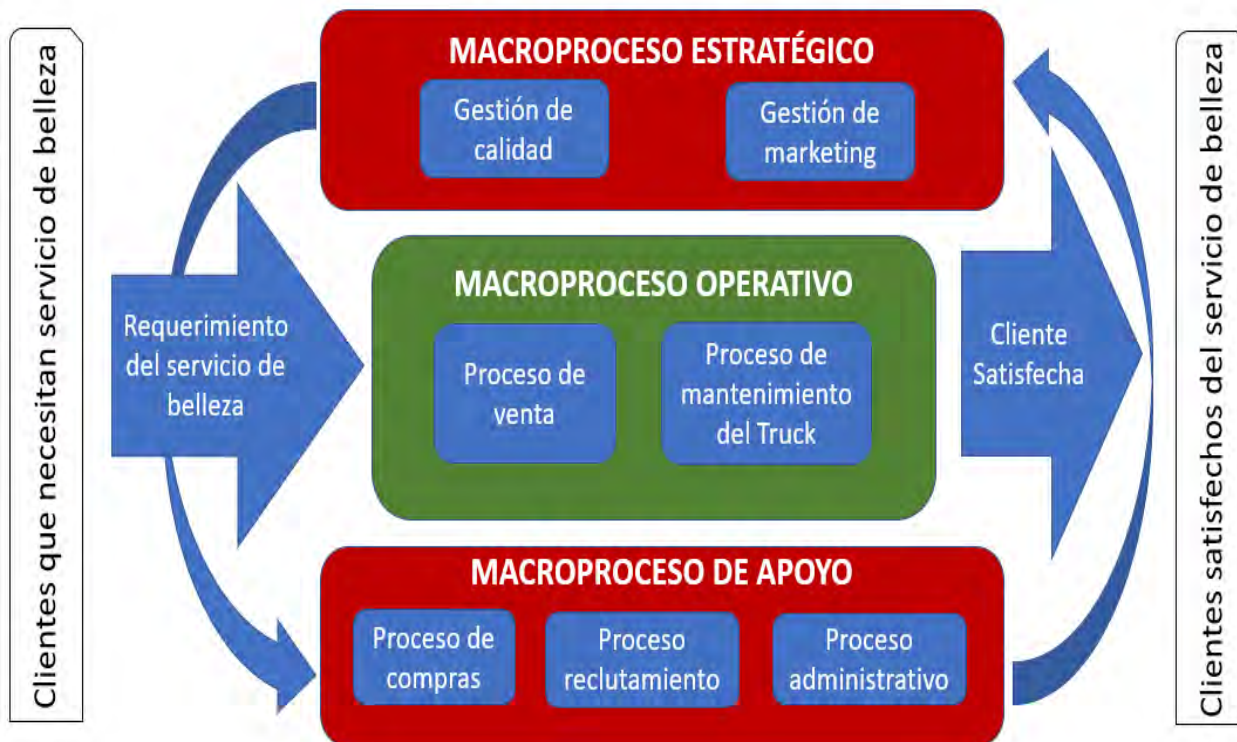 Clientes que necesitan servicio de belleza
MACROPROCESO ESTRATÉGICO
Gestión de
calidad
Gestión de
marketing
Requerimiento
del servicio de
belleza
MACROPROCESO OPERATIVO
Proceso de
venta
Proceso de
mantenimiento
del Truck
Cliente
Satisfecha
MACROPROCESO DE APOYO
Proceso de
compras
Proceso
reclutamiento
Proceso
administrativo
Clientes satisfechos del servicio de belleza